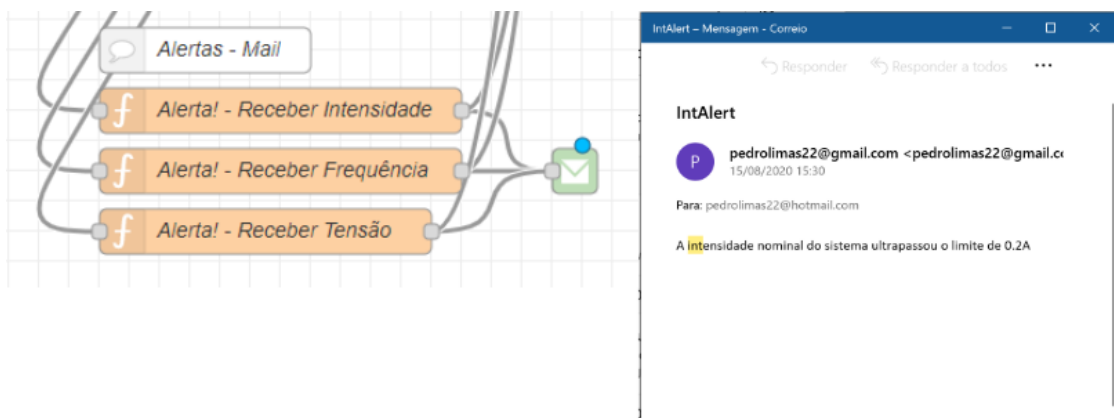 Alertas - Mail
Alerta! - Receber Intensidade
Alerta! - Receber Frequência
Alerta! - Receber Tensão
IntAlert – Mensagem - Correio
Responder
Responder a todos
IntAlert
P
pedrolimas22@gmail.com <pedrolimas22@gmail.cc
15/08/2020 15:30
Para: pedrolimas22@hotmail.com
A intensidade nominal do sistema ultrapassou o limite de 0.2A